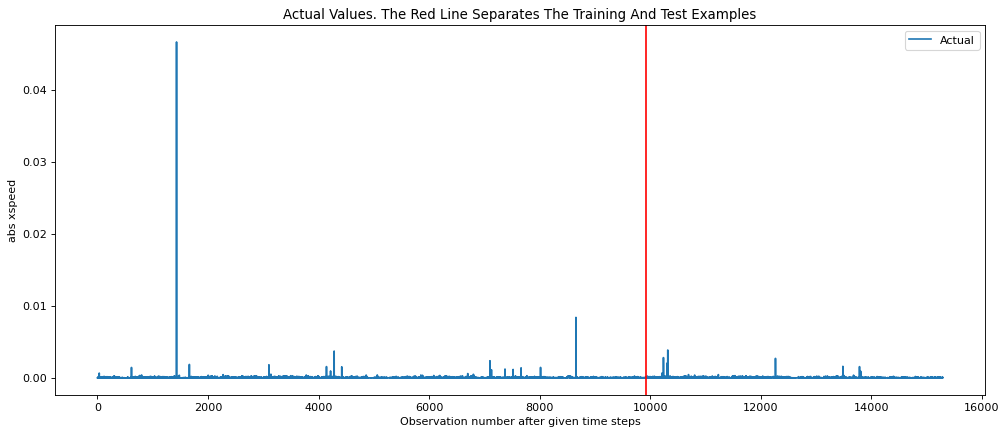 Actual Values. The Red Line Separates The Training And Test Examples
Actual
abs xspeed
0.04
0.03
0.02
0.01
0.00
0 2000 4000 6000 8000 10000 12000 14000 16000
Observation number after given time steps